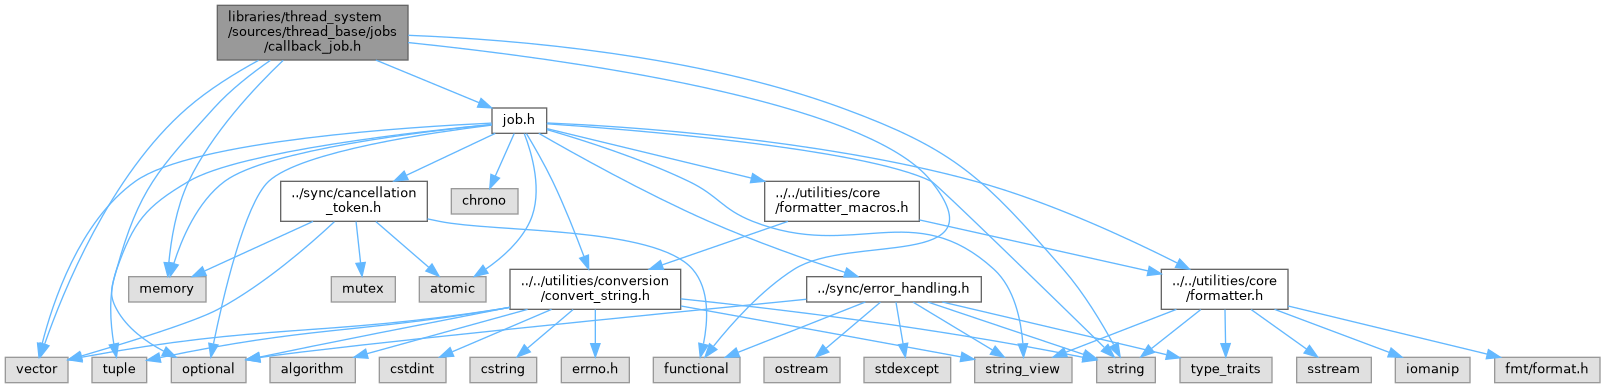 libraries/thread_system
/sources/thread_base/jobs
/callback_job.h
job.h
../sync/cancellation
_token.h
chrono
../../utilities/core
/formatter_macros.h
memory
mutex
atomic
../../utilities/conversion
/convert_string.h
../sync/error_handling.h
../../utilities/core
/formatter.h
vector
tuple
optional
algorithm
cstdint
cstring
errno.h
functional
ostream
stdexcept
string_view
string
type_traits
sstream
iomanip
fmt/format.h